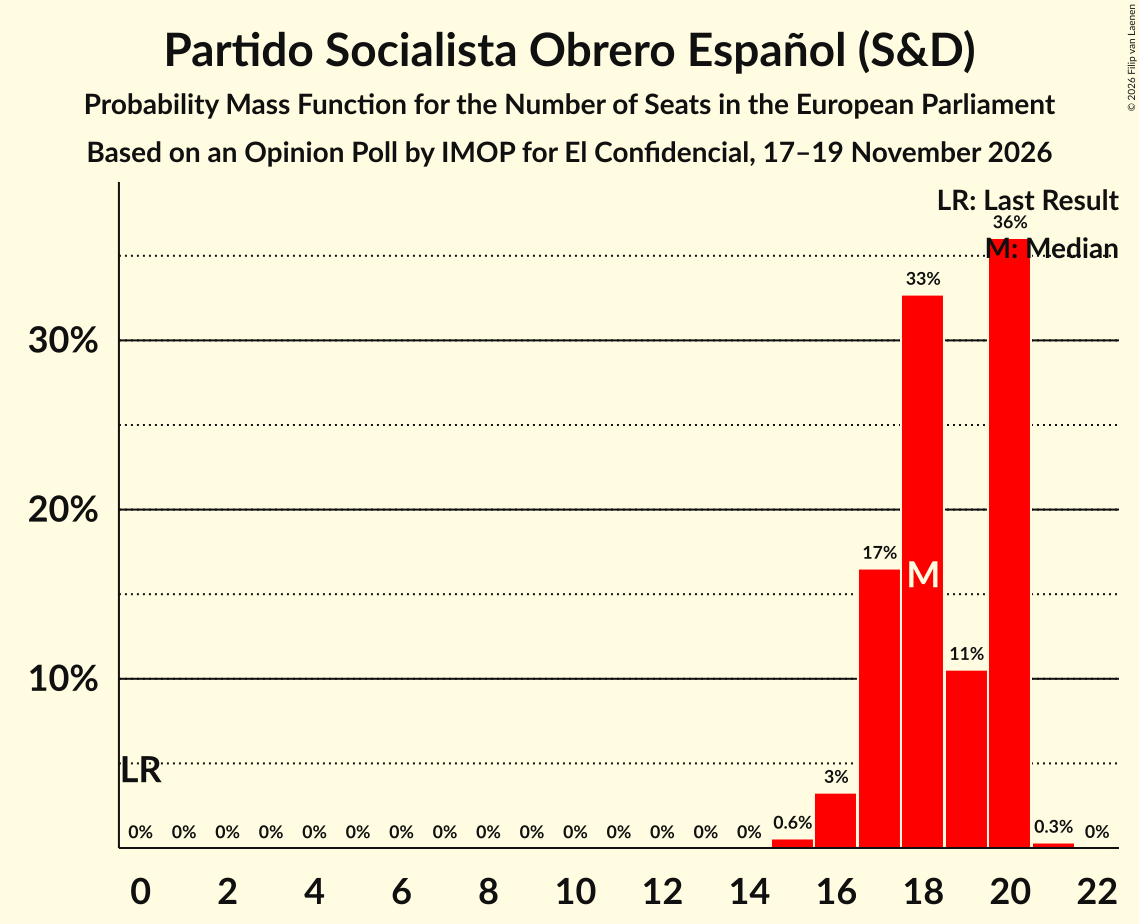 Partido Socialista Obrero Español (S&D)
Probability Mass Function for the Number of Seats in the European Parliament
Based on an Opinion Poll by IMOP for El Confidencial, 17–19 November 2026
© 2026 Filip van Laenen
LR: Last Result
M: Median
36%
33%
30%
20%
17%
M
11%
10%
LR
3%
0% 0% 0% 0% 0% 0% 0% 0% 0% 0% 0% 0% 0% 0% 0% 0.6% 0.3% 0%
0 2 4 6 8 10 12 14 16 18 20 22